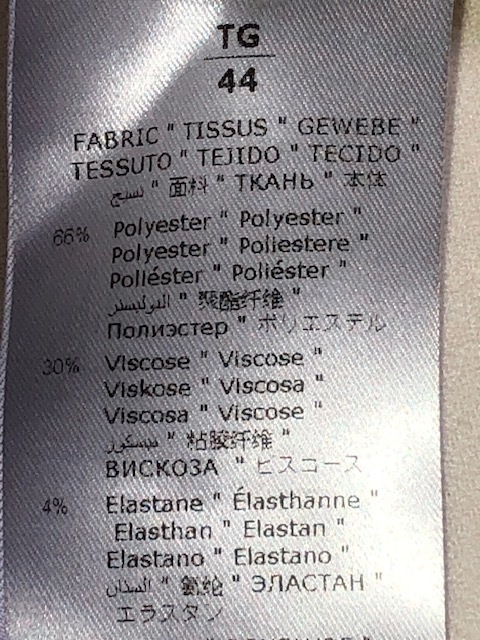 TG
44
FABRIC " TISSUS " GEWEBE "
TESSUTO " TEJIDO " TECIDO "
نسيج " 面料 " ТКАНЬ " 本体
66% Polyester " Polyester "
Polyester " Poliestere "
Poliéster " Poliéster "
البوليستر " 聚酯纤维 "
Полиэстер " ポリエステル
30% Viscose " Viscose "
Viskose " Viscosa "
Viscosa " Viscose "
" 粘胶纤维 "
ВИСКОЗА " ビスコース
4% Elastane " Élasthanne "
Elasthan " Elastan "
Elastano " Elastano "
" 氨纶 " ЭЛАСТАН "
エラスタン